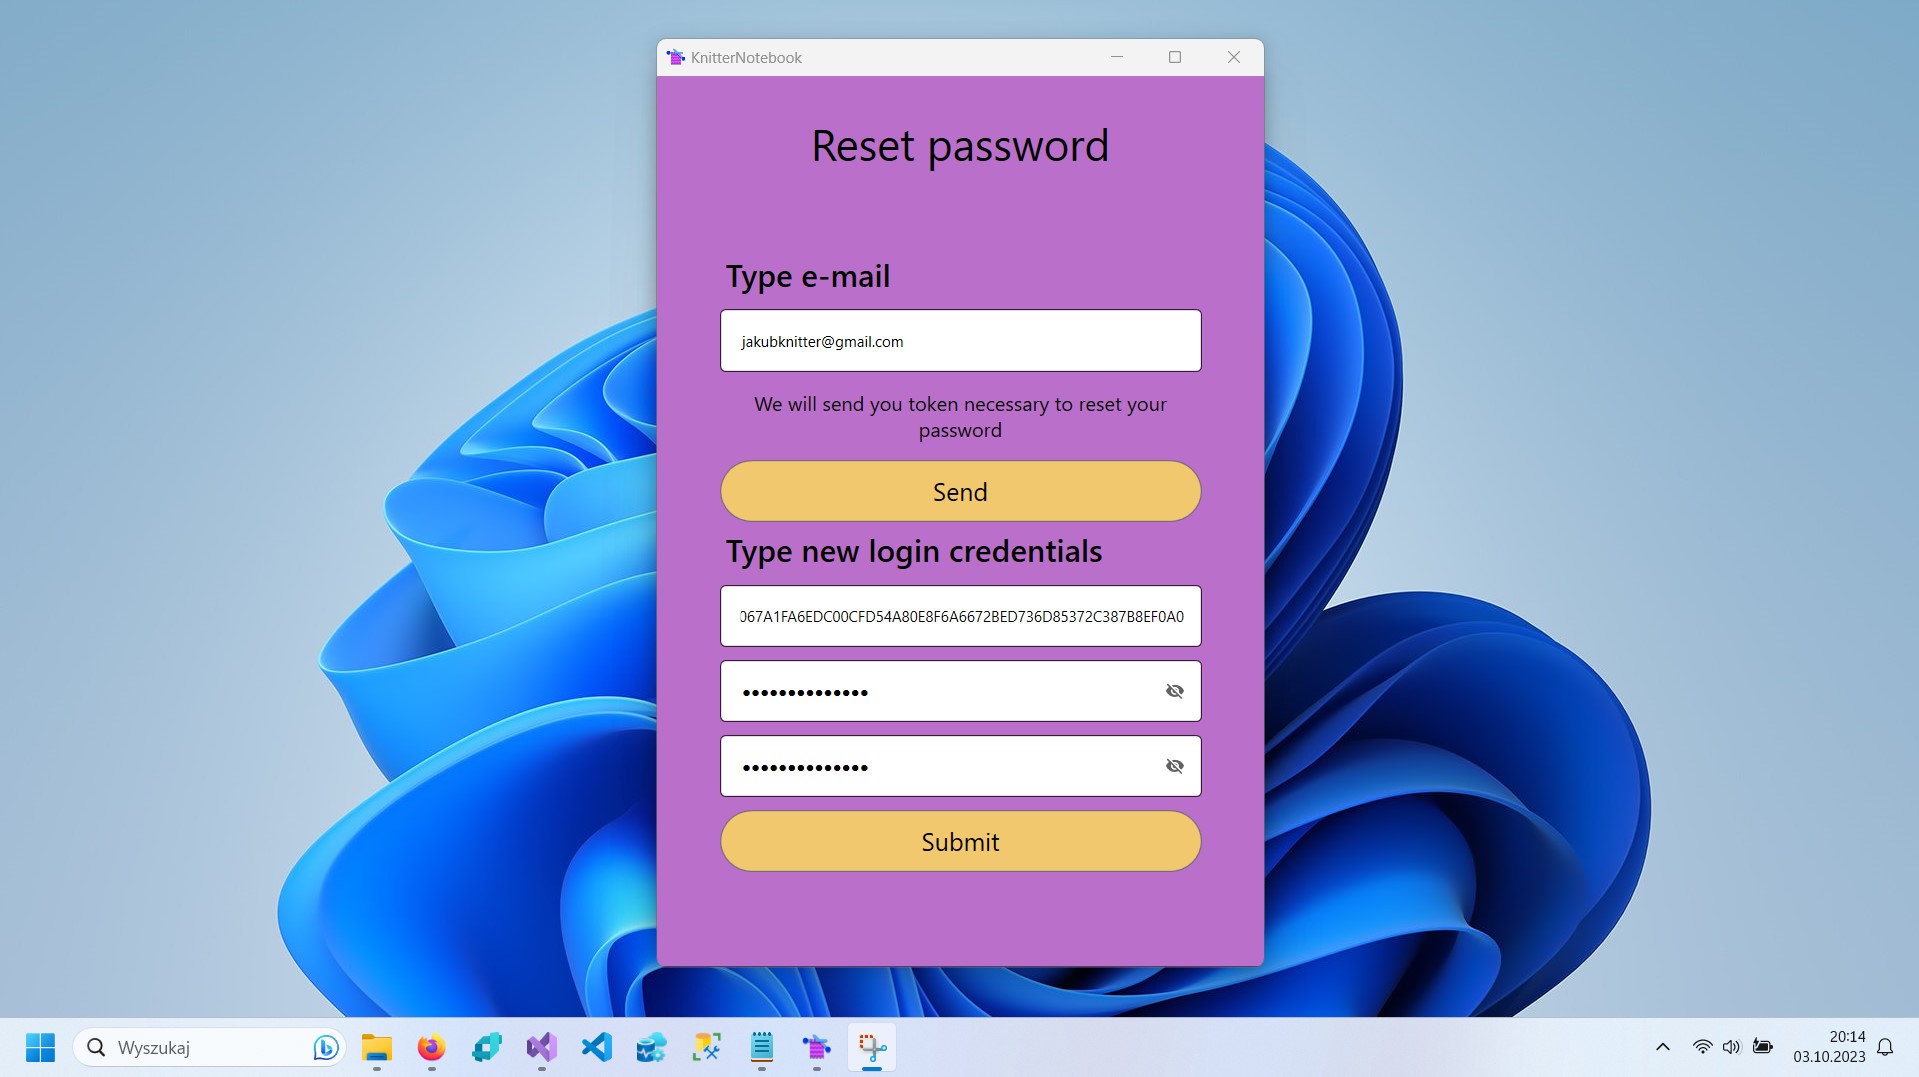 KnitterNotebook
Reset password
Type e-mail
jakubknitter@gmail.com
We will send you token necessary to reset your
password
Send
Type new login credentials
067A1FA6EDC00CFD54A80E8F6A6672BED736D85372C387B8EF0A0
••••••••••••••
••••••••••••••
Submit
Wyszukaj
20:14
03.10.2023